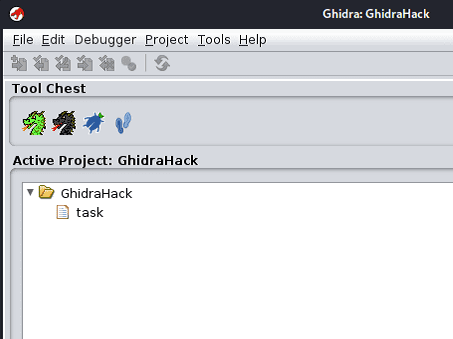 Ghidra: GhidraHack
File Edit Debugger Project Tools Help
Tool Chest
Active Project: GhidraHack
GhidraHack
task